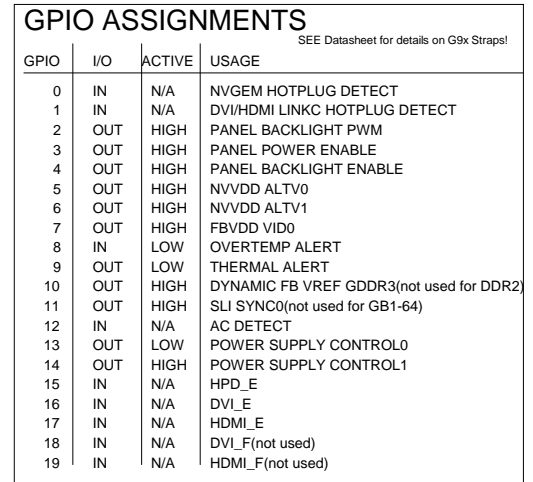 GPIO ASSIGNMENTS
SEE Datasheet for details on G9x Straps!
GPIO I/O ACTIVE USAGE
0 IN N/A NVGEM HOTPLUG DETECT
1 IN N/A DVI/HDMI LINKC HOTPLUG DETECT
2 OUT HIGH PANEL BACKLIGHT PWM
3 OUT HIGH PANEL POWER ENABLE
4 OUT HIGH PANEL BACKLIGHT ENABLE
5 OUT HIGH NVVDD ALTV0
6 OUT HIGH NVVDD ALTV1
7 OUT HIGH FBVDD VID0
8 IN LOW OVERTEMP ALERT
9 OUT LOW THERMAL ALERT
10 OUT HIGH DYNAMIC FB VREF GDDR3(not used for DDR2)
11 OUT HIGH SLI SYNC0(not used for GB1-64)
12 IN N/A AC DETECT
13 OUT LOW POWER SUPPLY CONTROL0
14 OUT HIGH POWER SUPPLY CONTROL1
15 IN N/A HPD_E
16 IN N/A DVI_E
17 IN N/A HDMI_E
18 IN N/A DVI_F(not used)
19 IN N/A HDMI_F(not used)